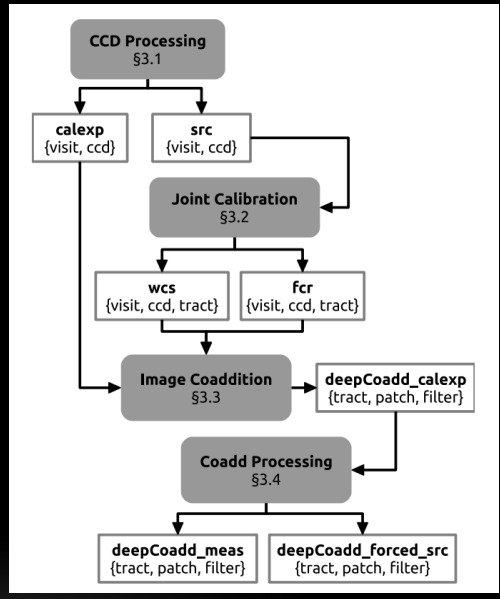 CCD Processing
§3.1
calexp
{visit, ccd}
src
{visit, ccd}
Joint Calibration
§3.2
wcs
{visit, ccd, tract}
fcr
{visit, ccd, tract}
Image Coaddition
§3.3
deepCoadd_calexp
{tract, patch, filter}
Coadd Processing
§3.4
deepCoadd_meas
{tract, patch, filter}
deepCoadd_forced_src
{tract, patch, filter}